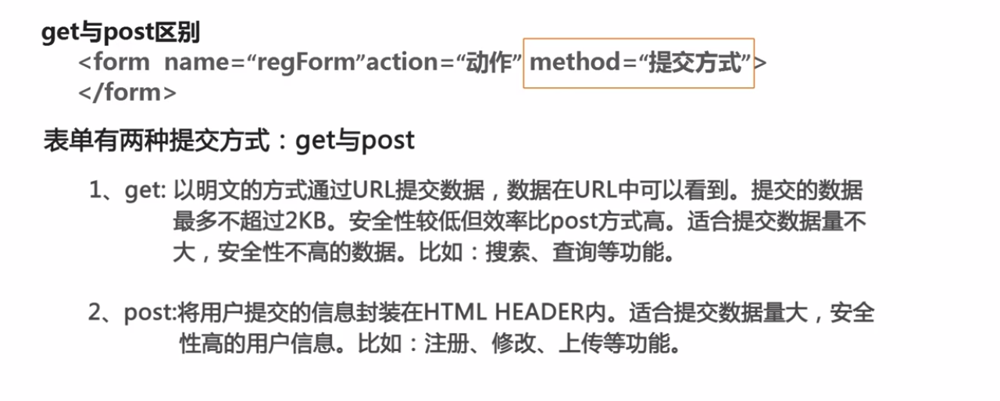 get与post区别
<form name=“regForm”action=“动作” method=“提交方式”>
</form>
表单有两种提交方式：get与post
1、get: 以明文的方式通过URL提交数据，数据在URL中可以看到。提交的数据
最多不超过2KB。安全性较低但效率比post方式高。适合提交数据量不
大，安全性不高的数据。比如：搜索、查询等功能。
2、post:将用户提交的信息封装在HTML HEADER内。适合提交数据量大，安全
性高的用户信息。比如：注册、修改、上传等功能。